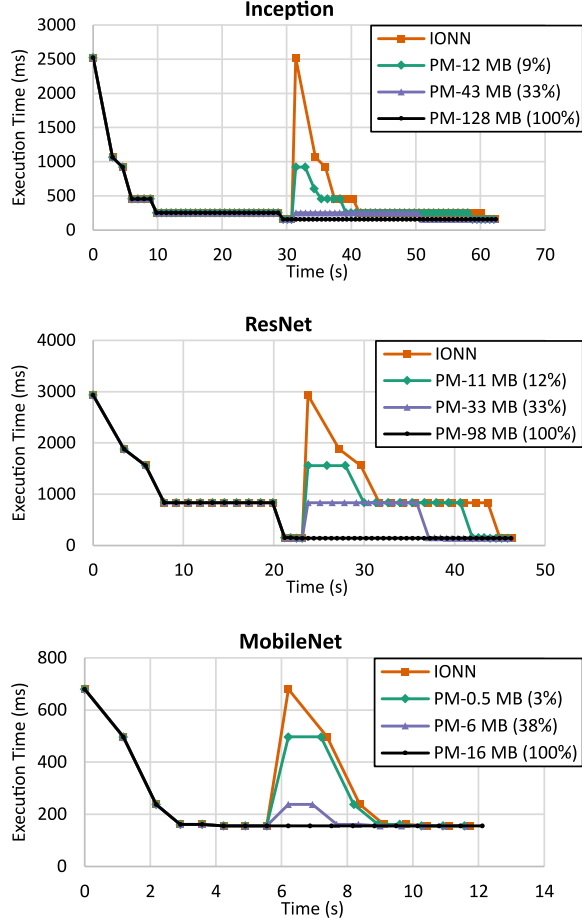 Inception
Execution Time (ms)
3000
2500
2000
1500
1000
500
0
IONN
PM-12 MB (9%)
PM-43 MB (33%)
PM-128 MB (100%)
0 10 20 30 40 50 60 70
Time (s)
ResNet
Execution Time (ms)
4000
3000
2000
1000
0
IONN
PM-11 MB (12%)
PM-33 MB (33%)
PM-98 MB (100%)
0 10 20 30 40 50
Time (s)
MobileNet
Execution Time (ms)
800
600
400
200
0
IONN
PM-0.5 MB (3%)
PM-6 MB (38%)
PM-16 MB (100%)
0 2 4 6 8 10 12 14
Time (s)